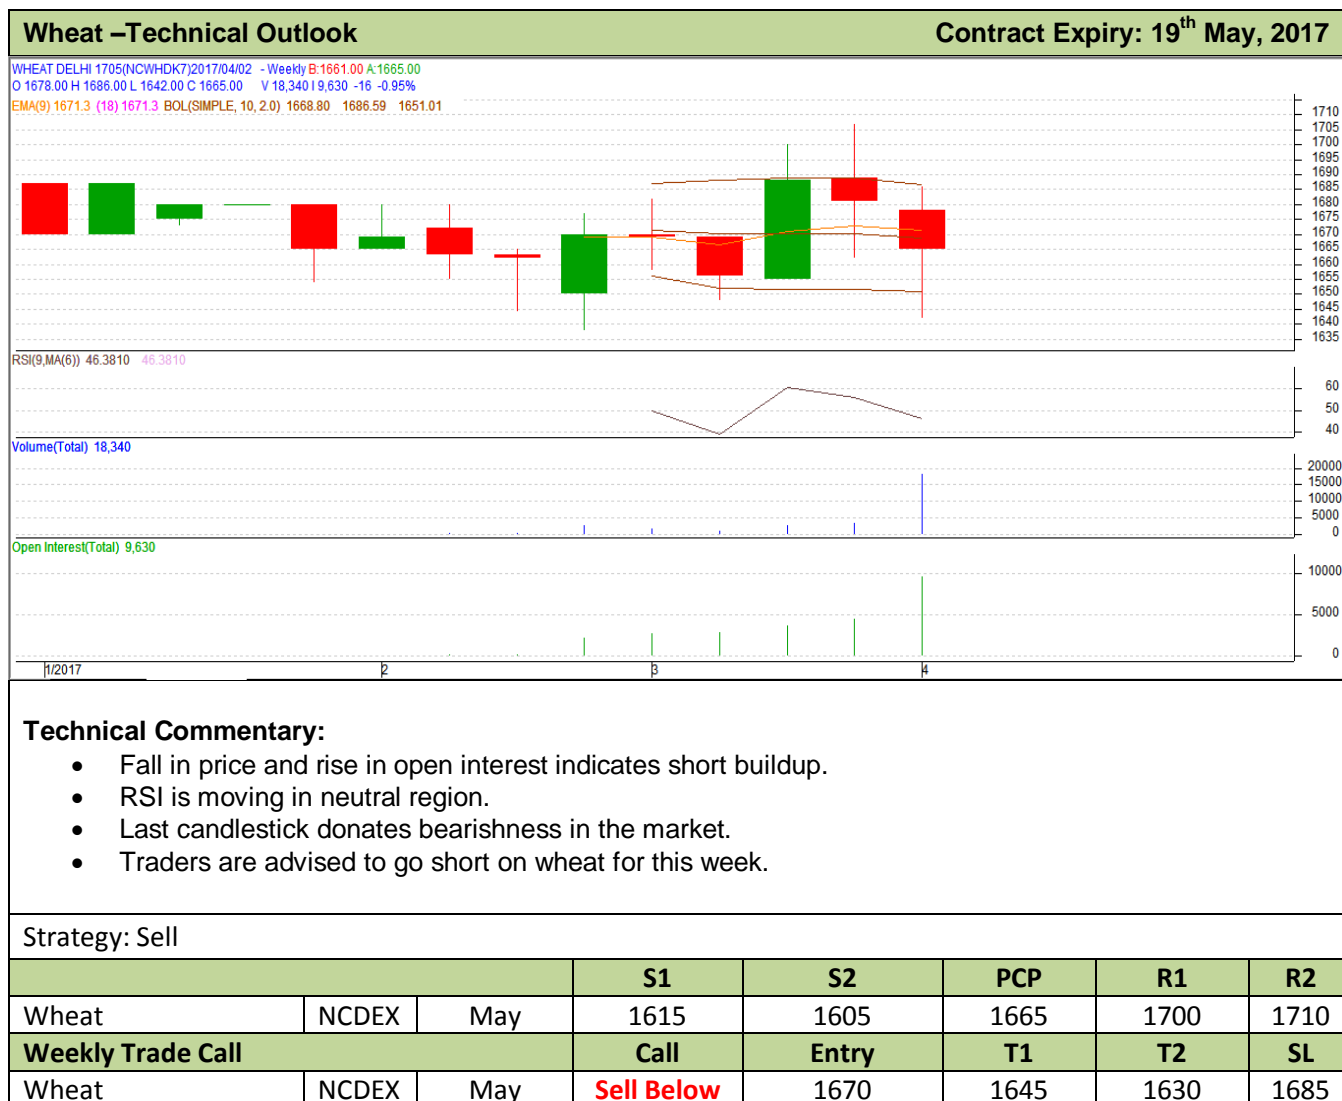 Wheat –Technical Outlook Contract Expiry: 19th May, 2017
WHEAT DELHI 1705(NCWHDK7)2017/04/02 - Weekly B:1661.00 A:1665.00
O 1678.00 H 1686.00 L 1642.00 C 1665.00 V 18,340 I 9,630 -16 -0.95%
EMA(9) 1671.3 (18) 1671.3 BOL(SIMPLE, 10, 2.0) 1668.80 1686.59 1651.01
1710
1705
1700
1695
1690
1685
1680
1675
1670
1665
1660
1655
1650
1645
1640
1635
RSI(9,MA(6)) 46.3810 46.3810
60
50
40
Volume(Total) 18,340
20000
15000
10000
5000
0
Open Interest(Total) 9,630
10000
5000
0
1/2017 2 3 4
Technical Commentary:
• Fall in price and rise in open interest indicates short buildup.
• RSI is moving in neutral region.
• Last candlestick donates bearishness in the market.
• Traders are advised to go short on wheat for this week.
Strategy: Sell
S1 S2 PCP R1 R2
Wheat NCDEX May 1615 1605 1665 1700 1710
Weekly Trade Call Call Entry T1 T2 SL
Wheat NCDEX May Sell Below 1670 1645 1630 1685